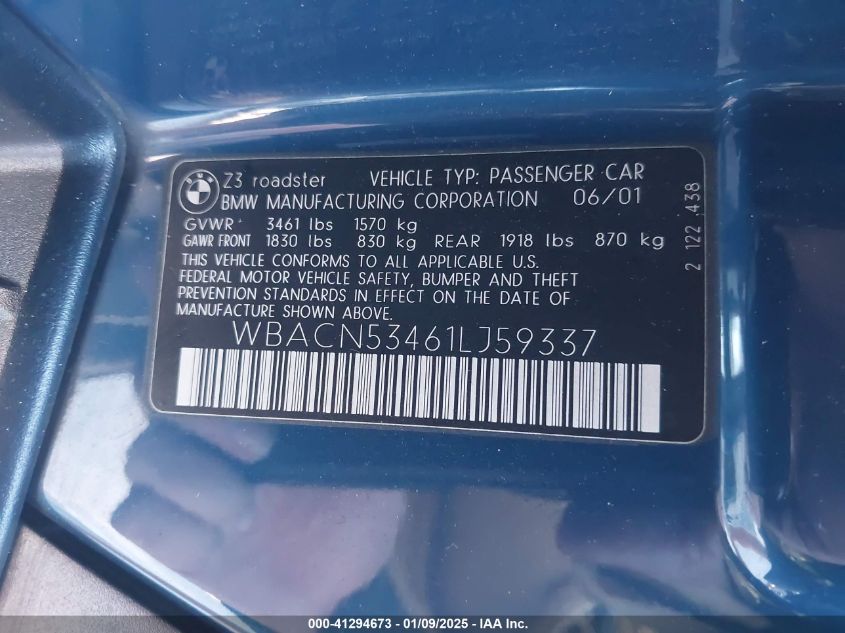 BMW Z3 roadster VEHICLE TYP: PASSENGER CAR
BMW MANUFACTURING CORPORATION 06/01
GVWR 3461 lbs 1570 kg
GAWR FRONT 1830 lbs 830 kg REAR 1918 lbs 870 kg
THIS VEHICLE CONFORMS TO ALL APPLICABLE U.S.
FEDERAL MOTOR VEHICLE SAFETY, BUMPER AND THEFT
PREVENTION STANDARDS IN EFFECT ON THE DATE OF
MANUFACTURE SHOWN ABOVE.
WBACN53461LJ59337
2 122 438
000-41294673 - 01/09/2025 - IAA Inc.